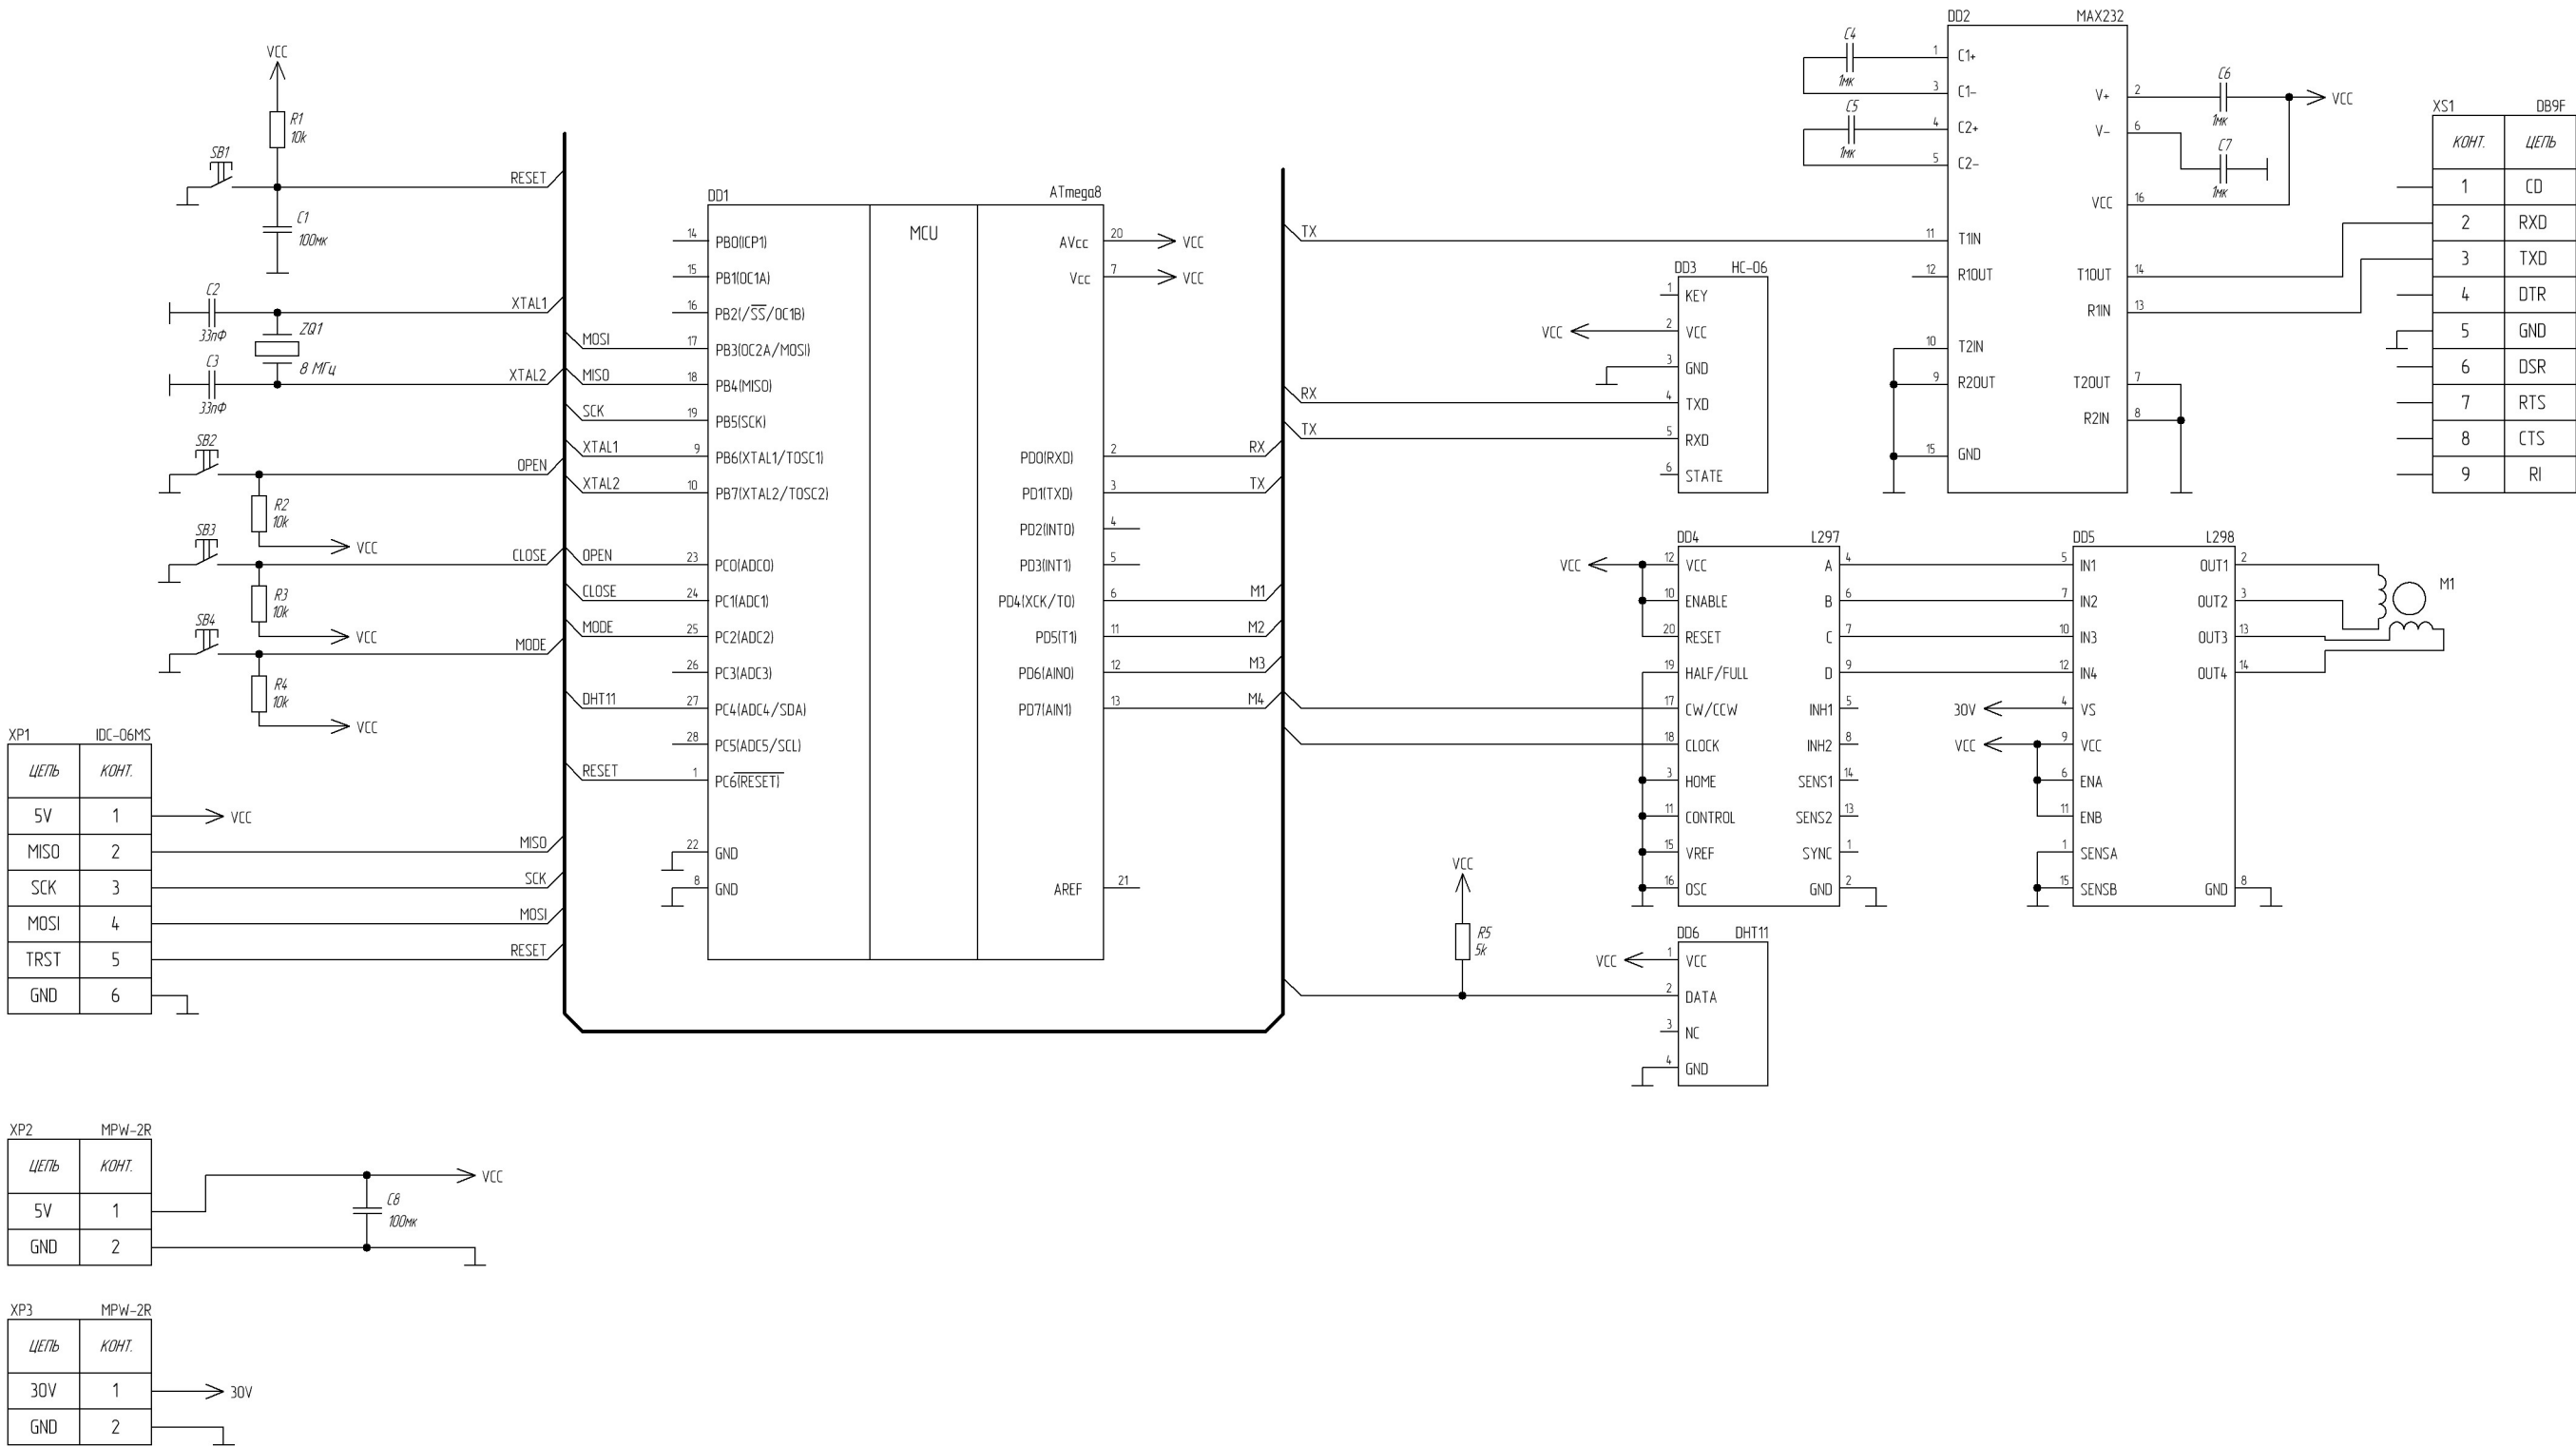 VCC
R1
10k
SB1
RESET
C1
100мк
C2
33пФ
XTAL1
ZQ1
8 МГц
C3
33пФ
XTAL2
SB2
OPEN
R2
10k
VCC
SB3
CLOSE
R3
10k
VCC
SB4
MODE
R4
10k
VCC
XP1 IDC-06MS
ЦЕПЬ КОНТ.
5V 1 VCC
MISO 2 MISO
SCK 3 SCK
MOSI 4 MOSI
TRST 5 RESET
GND 6
XP2 MPW-2R
ЦЕПЬ КОНТ.
5V 1
GND 2
VCC
C8
100мк
XP3 MPW-2R
ЦЕПЬ КОНТ.
30V 1 30V
GND 2
DD1 ATmega8
MCU
14 PB0(ICP1)
15 PB1(OC1A)
16 PB2(/SS/OC1B)
MOSI 17 PB3(OC2A/MOSI)
MISO 18 PB4(MISO)
SCK 19 PB5(SCK)
XTAL1 9 PB6(XTAL1/TOSC1)
XTAL2 10 PB7(XTAL2/TOSC2)
OPEN 23 PC0(ADC0)
CLOSE 24 PC1(ADC1)
MODE 25 PC2(ADC2)
26 PC3(ADC3)
DHT11 27 PC4(ADC4/SDA)
28 PC5(ADC5/SCL)
RESET 1 PC6(RESET)
22 GND
8 GND
AVcc 20 VCC
Vcc 7 VCC
PD0(RXD) 2 RX
PD1(TXD) 3 TX
PD2(INT0) 4
PD3(INT1) 5
PD4(XCK/T0) 6 M1
PD5(T1) 11 M2
PD6(AIN0) 12 M3
PD7(AIN1) 13 M4
AREF 21
DD2 MAX232
C4
1мк
C5
1мк
1 C1+
3 C1-
4 C2+
5 C2-
TX 11 T1IN
12 R1OUT
10 T2IN
9 R2OUT
15 GND
V+ 2
V- 6
VCC 16
T1OUT 14
R1IN 13
T2OUT 7
R2IN 8
C6
1мк
VCC
C7
1мк
XS1 DB9F
КОНТ. ЦЕПЬ
1 CD
2 RXD
3 TXD
4 DTR
5 GND
6 DSR
7 RTS
8 CTS
9 RI
DD3 HC-06
1 KEY
VCC 2 VCC
3 GND
RX 4 TXD
TX 5 RXD
6 STATE
DD4 L297
VCC 12 VCC
10 ENABLE
20 RESET
19 HALF/FULL
17 CW/CCW
18 CLOCK
3 HOME
11 CONTROL
15 VREF
16 OSC
A 4
B 6
C 7
D 9
INH1 5
INH2 8
SENS1 14
SENS2 13
SYNC 1
GND 2
DD5 L298
5 IN1
7 IN2
10 IN3
12 IN4
30V 4 VS
VCC 9 VCC
6 ENA
11 ENB
1 SENSA
15 SENSB
OUT1 2
OUT2 3
OUT3 13
OUT4 14
GND 8
M1
VCC
R5
5k
DD6 DHT11
VCC 1 VCC
2 DATA
3 NC
4 GND